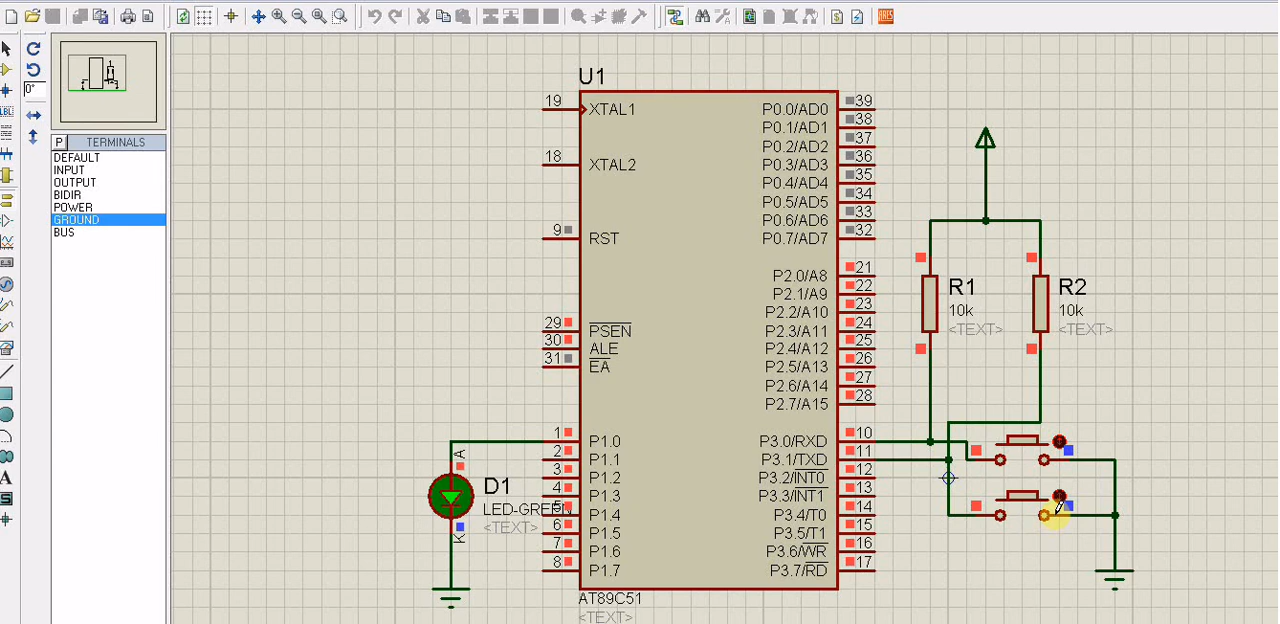 U1
19 XTAL1
18 XTAL2
9 RST
29 PSEN
30 ALE
31 EA
1 P1.0
2 P1.1
3 P1.2
4 P1.3
5 P1.4
6 P1.5
7 P1.6
8 P1.7
P0.0/AD0 39
P0.1/AD1 38
P0.2/AD2 37
P0.3/AD3 36
P0.4/AD4 35
P0.5/AD5 34
P0.6/AD6 33
P0.7/AD7 32
P2.0/A8 21
P2.1/A9 22
P2.2/A10 23
P2.3/A11 24
P2.4/A12 25
P2.5/A13 26
P2.6/A14 27
P2.7/A15 28
P3.0/RXD 10
P3.1/TXD 11
P3.2/INT0 12
P3.3/INT1 13
P3.4/T0 14
P3.5/T1 15
P3.6/WR 16
P3.7/RD 17
AT89C51
<TEXT>
R1
10k
<TEXT>
R2
10k
<TEXT>
A
D1
LED-GREEN
<TEXT>
K
0°
P TERMINALS
DEFAULT
INPUT
OUTPUT
BIDIR
POWER
GROUND
BUS
LBL
A
S
$
ARES